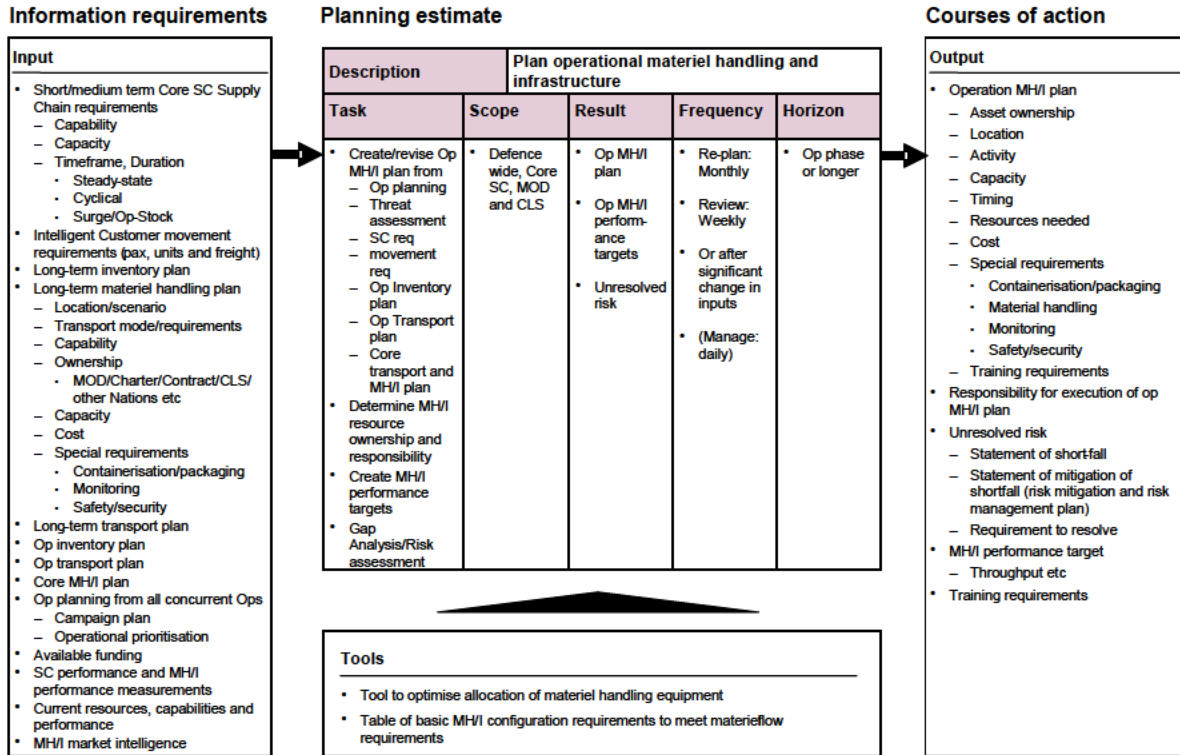 Information requirements
Input
• Short/medium term Core SC Supply
Chain requirements
– Capability
– Capacity
– Timeframe, Duration
• Steady-state
• Cyclical
• Surge/Op-Stock
• Intelligent Customer movement
requirements (pax, units and freight)
• Long-term inventory plan
• Long-term materiel handling plan
– Location/scenario
– Transport mode/requirements
– Capability
– Ownership
• MOD/Charter/Contract/CLS/
other Nations etc
– Capacity
– Cost
– Special requirements
• Containerisation/packaging
• Monitoring
• Safety/security
• Long-term transport plan
• Op inventory plan
• Op transport plan
• Core MH/I plan
• Op planning from all concurrent Ops
– Campaign plan
– Operational prioritisation
• Available funding
• SC performance and MH/I
performance measurements
• Current resources, capabilities and
performance
• MH/I market intelligence
Planning estimate
Description
Plan operational materiel handling and
infrastructure
Task
Scope
Result
Frequency
Horizon
• Create/revise Op
MH/I plan from
– Op planning
– Threat
assessment
– SC req
– movement
req
– Op Inventory
plan
– Op Transport
plan
– Core
transport and
MH/I plan
• Determine MH/I
resource
ownership and
responsibility
• Create MH/I
performance
targets
• Gap
Analysis/Risk
assessment
• Defence
wide, Core
SC, MOD
and CLS
• Op MH/I
plan
• Op MH/I
perform-
ance
targets
• Unresolved
risk
• Re-plan:
Monthly
• Review:
Weekly
• Or after
significant
change in
inputs
• (Manage:
daily)
• Op phase
or longer
Tools
• Tool to optimise allocation of materiel handling equipment
• Table of basic MH/I configuration requirements to meet materieflow
requirements
Courses of action
Output
• Operation MH/I plan
– Asset ownership
– Location
– Activity
– Capacity
– Timing
– Resources needed
– Cost
– Special requirements
• Containerisation/packaging
• Material handling
• Monitoring
• Safety/security
– Training requirements
• Responsibility for execution of op
MH/I plan
• Unresolved risk
– Statement of short-fall
– Statement of mitigation of
shortfall (risk mitigation and risk
management plan)
– Requirement to resolve
• MH/I performance target
– Throughput etc
• Training requirements